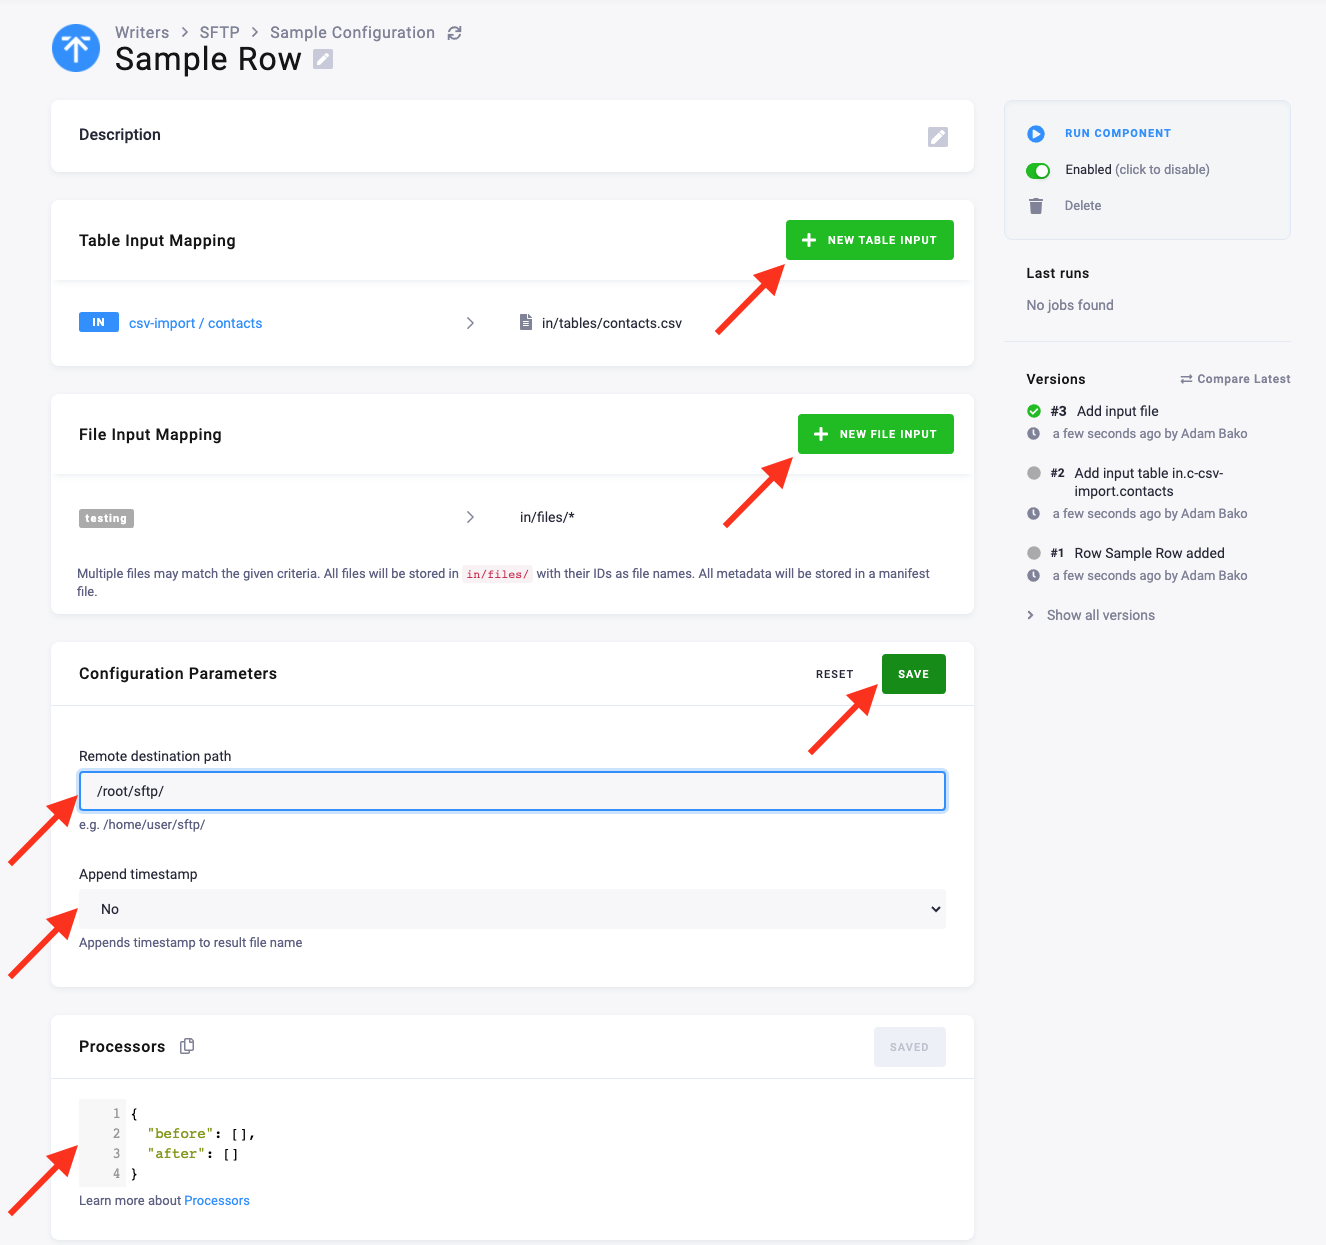 Writers > SFTP > Sample Configuration
Sample Row
Description
Table Input Mapping
NEW TABLE INPUT
IN csv-import / contacts > in/tables/contacts.csv
File Input Mapping
NEW FILE INPUT
testing > in/files/*
Multiple files may match the given criteria. All files will be stored in in/files/ with their IDs as file names. All metadata will be stored in a manifest
file.
Configuration Parameters
RESET
SAVE
Remote destination path
/root/sftp/
e.g. /home/user/sftp/
Append timestamp
No
Appends timestamp to result file name
Processors
SAVED
1 {
2 "before": [],
3 "after": []
4 }
Learn more about Processors
RUN COMPONENT
Enabled (click to disable)
Delete
Last runs
No jobs found
Versions
Compare Latest
#3 Add input file
a few seconds ago by Adam Bako
#2 Add input table in.c-csv-
import.contacts
a few seconds ago by Adam Bako
#1 Row Sample Row added
a few seconds ago by Adam Bako
> Show all versions